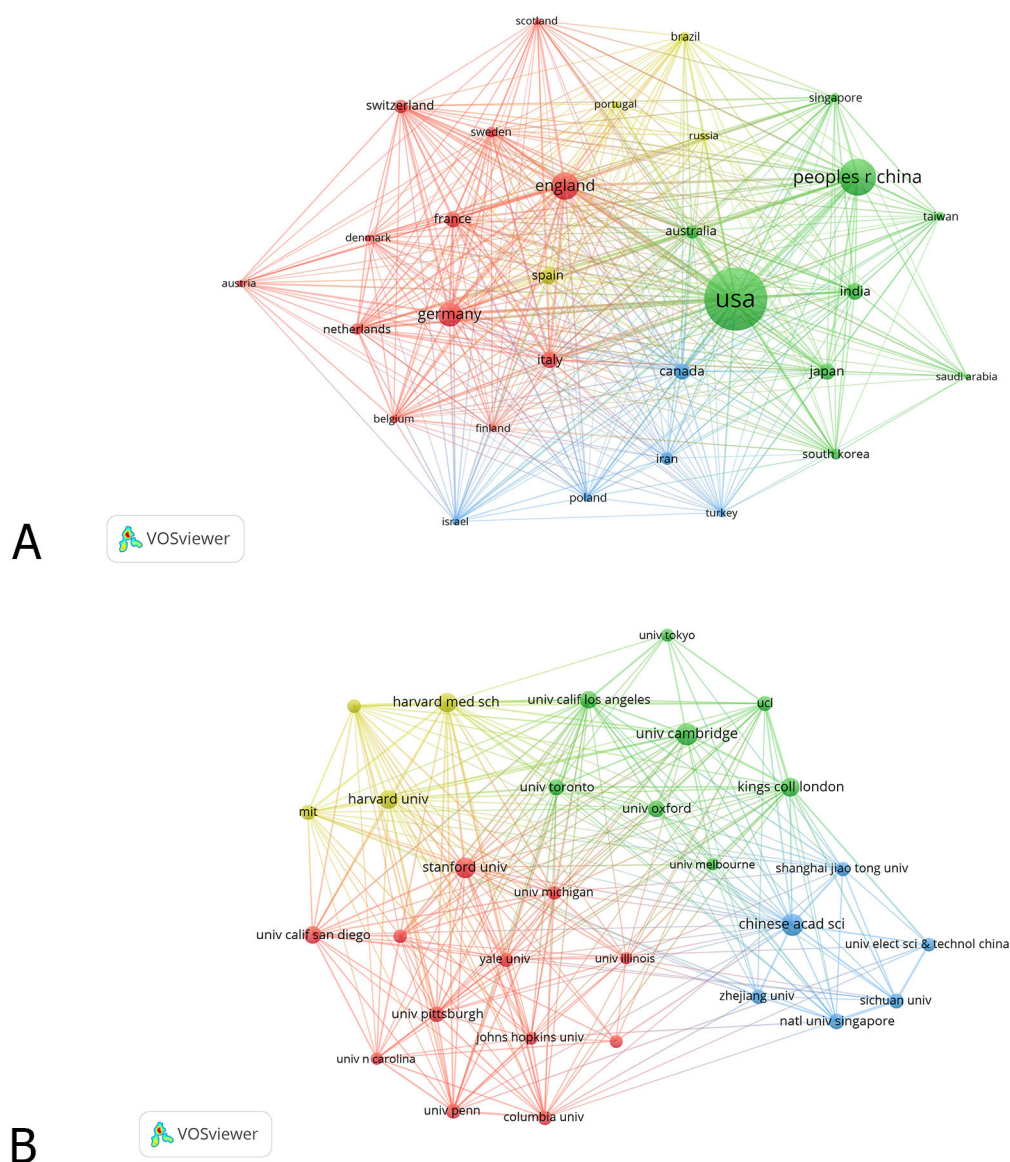 scotland
brazil
switzerland
portugal
singapore
sweden
russia
england
peoples r china
france
australia
taiwan
denmark
spain
austria
india
usa
germany
netherlands
italy
canada
japan
saudi arabia
belgium
finland
south korea
iran
poland
israel
turkey
A
VOSviewer
univ tokyo
harvard med sch
univ calif los angeles
ucl
univ cambridge
univ toronto
kings coll london
harvard univ
univ oxford
mit
stanford univ
univ melbourne
shanghai jiao tong univ
univ michigan
chinese acad sci
univ calif san diego
univ elect sci & technol china
yale univ
univ illinois
zhejiang univ
sichuan univ
univ pittsburgh
natl univ singapore
johns hopkins univ
univ n carolina
univ penn
columbia univ
B
VOSviewer